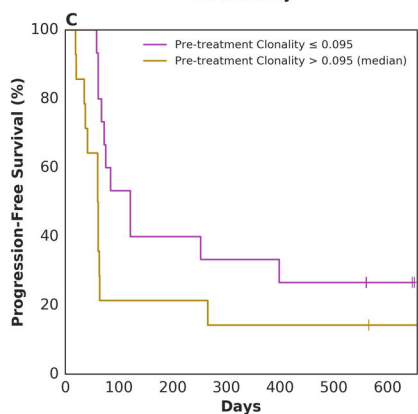 C
Pre-treatment Clonality ≤ 0.095
Pre-treatment Clonality > 0.095 (median)
Progression-Free Survival (%)
100
80
60
40
20
0
0 100 200 300 400 500 600
Days